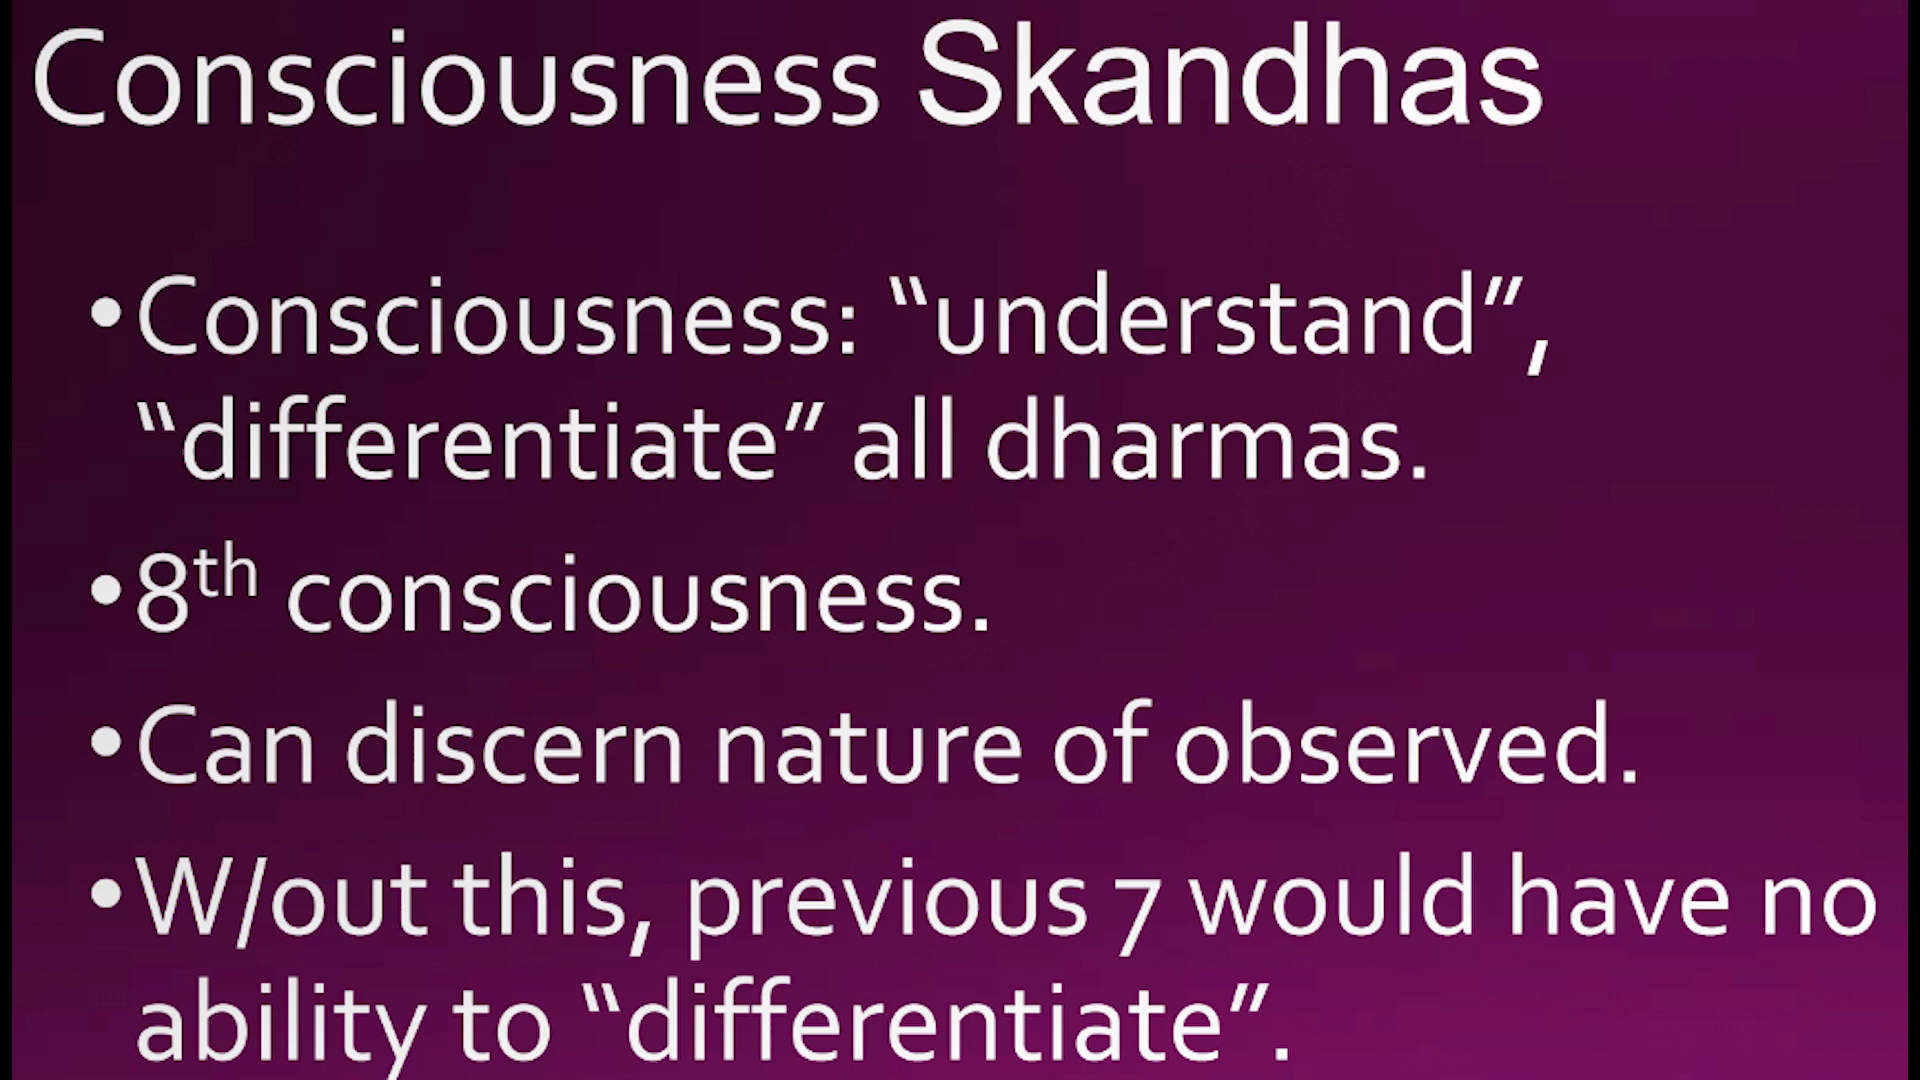 Consciousness Skandhas
•Consciousness: “understand”,
“differentiate” all dharmas.
•8th consciousness.
•Can discern nature of observed.
•W/out this, previous 7 would have no
ability to “differentiate”.